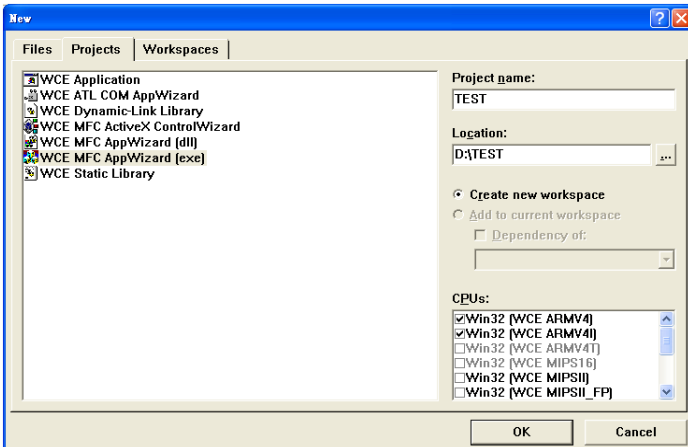 New
Files Projects Workspaces
WCE Application
WCE ATL COM AppWizard
WCE Dynamic-Link Library
WCE MFC ActiveX ControlWizard
WCE MFC AppWizard (dll)
WCE MFC AppWizard (exe)
WCE Static Library
Project name:
TEST
Location:
D:\TEST
...
Create new workspace
Add to current workspace
Dependency of:
CPUs:
Win32 (WCE ARMV4)
Win32 (WCE ARMV4I)
Win32 (WCE ARMV4T)
Win32 (WCE MIPS16)
Win32 (WCE MIPSII)
Win32 (WCE MIPSII_FP)
OK Cancel